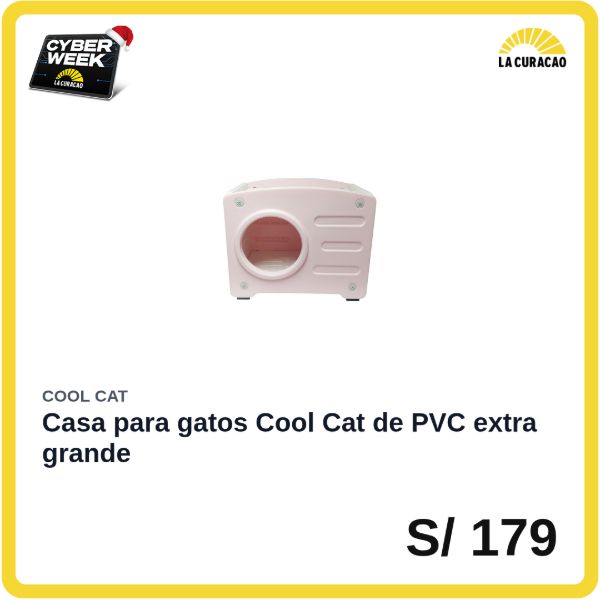 CYBER
WEEK
LA CURACAO
LA CURACAO
COOL CAT
Casa para gatos Cool Cat de PVC extra
grande
S/ 179